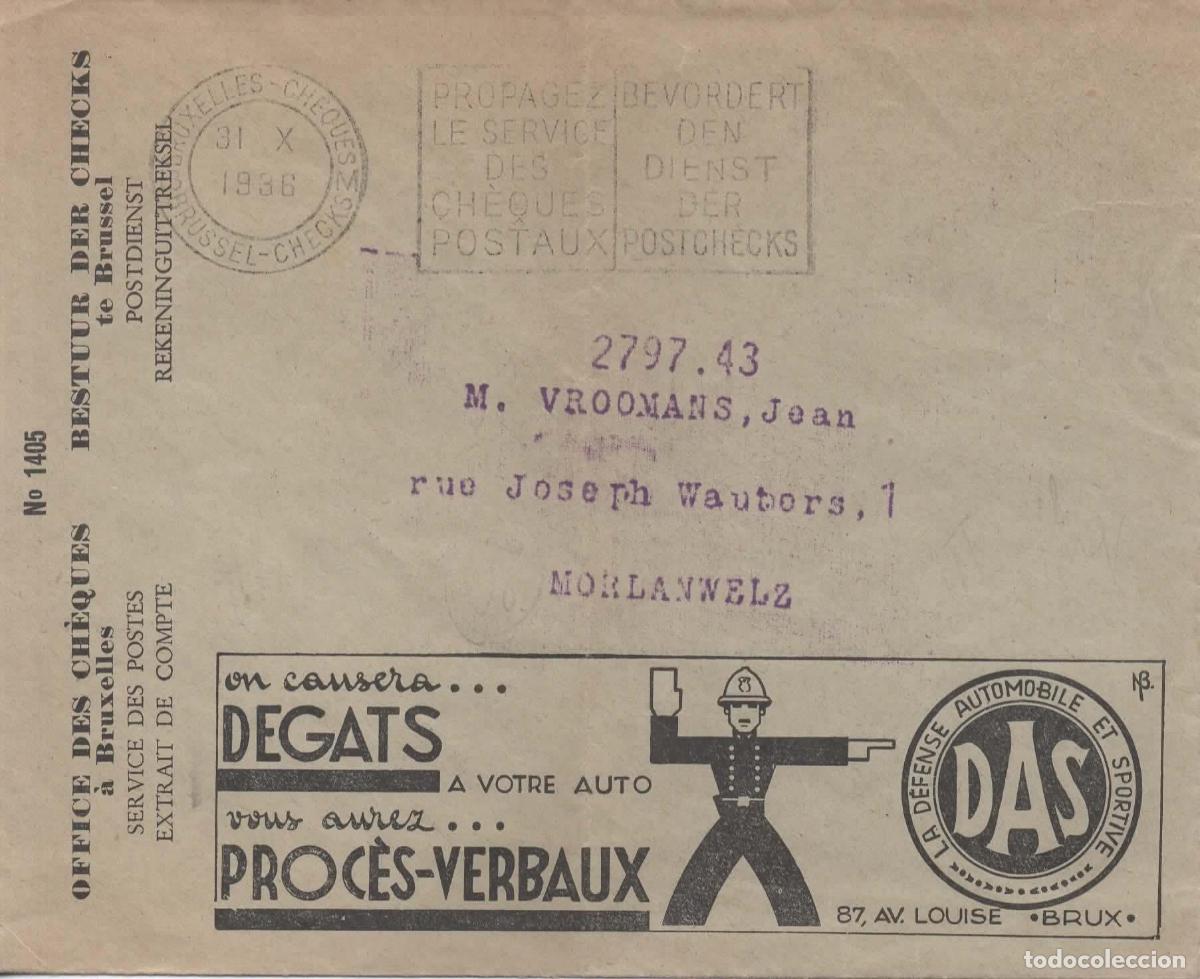 No 1405
OFFICE DES CHÈQUES
à Bruxelles
SERVICE DES POSTES
EXTRAIT DE COMPTE
BESTUUR DER CHECKS
te Brussel
POSTDIENST
REKENINGUITTREKSEL
BRUXELLES-CHEQUES
31 X
1936
BRUSSEL-CHECKS
PROPAGEZ
LE SERVICE
DES
CHÈQUES
POSTAUX
BEVORDERT
DEN
DIENST
DER
POSTCHECKS
2797.43
M. VROOMANS, Jean
rue Joseph Wauters, 1
MORLANWELZ
on causera...
DEGATS
A VOTRE AUTO
vous aurez...
PROCÈS-VERBAUX
LA DÉFENSE AUTOMOBILE ET SPORTIVE
DAS
87, AV. LOUISE •BRUX•
todocoleccion